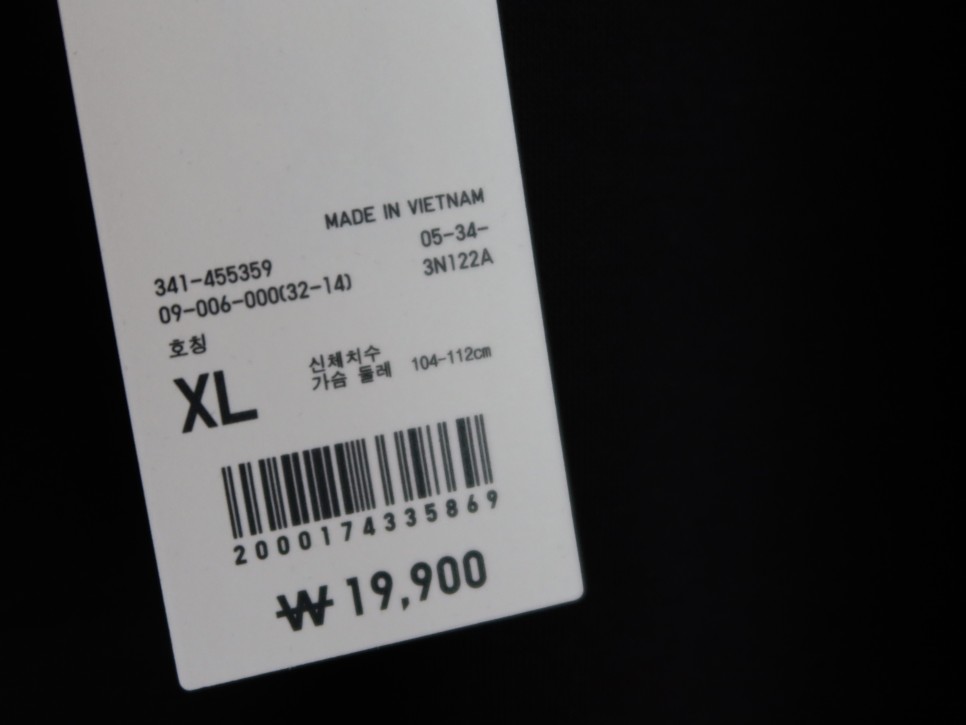 MADE IN VIETNAM
05-34-
3N122A
341-455359
09-006-000(32-14)
호칭
XL
신체치수
가슴 둘레 104-112cm
2000174335869
₩19,900